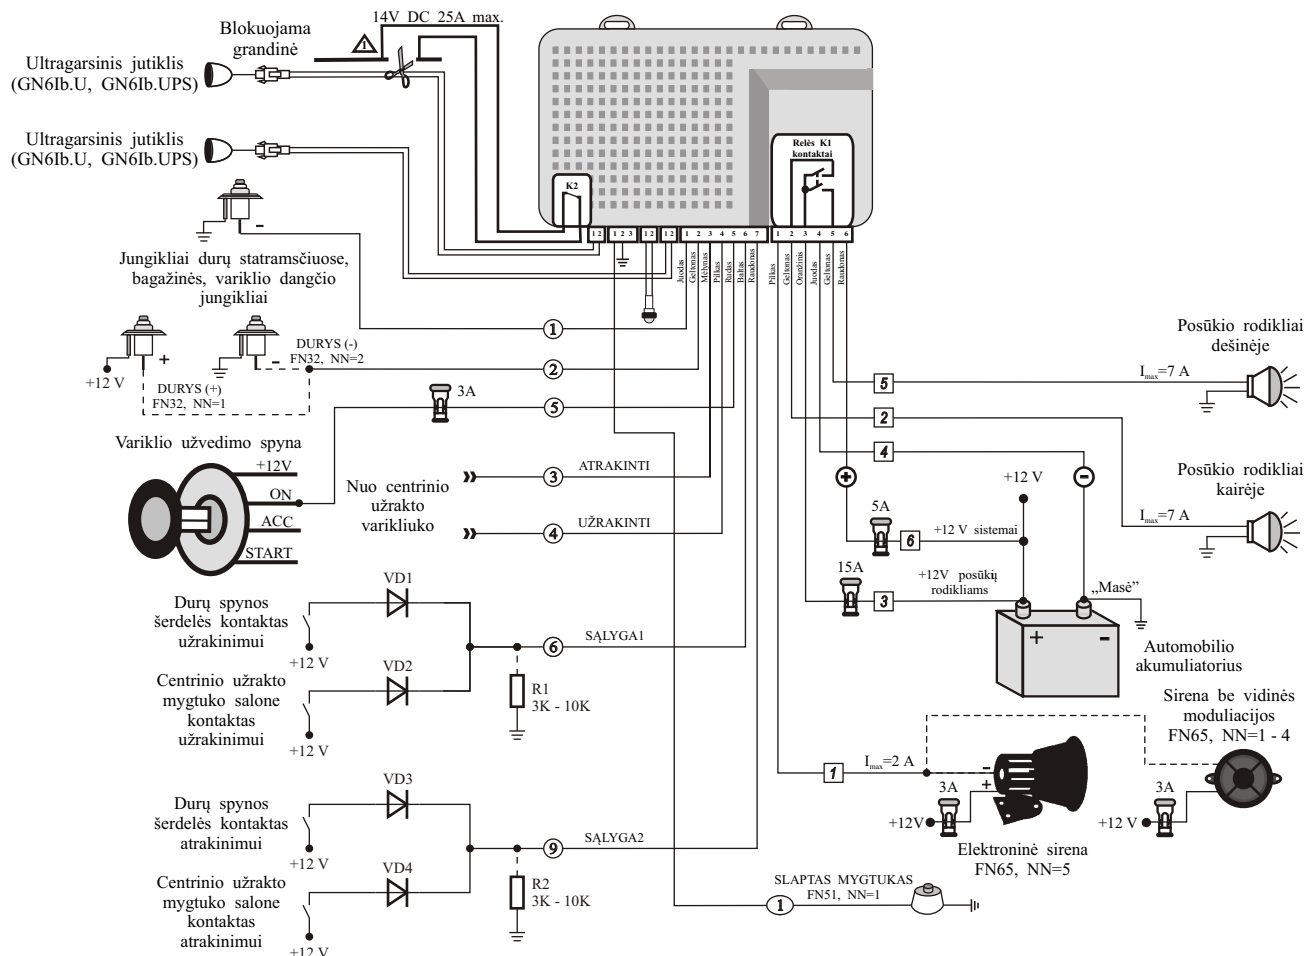 14V DC 25A max.
Blokuojama
grandinė
1
Ultragarsinis jutiklis
(GN6Ib.U, GN6Ib.UPS)
Ultragarsinis jutiklis
(GN6Ib.U, GN6Ib.UPS)
Relės K1
kontaktai
K2
1 2
1 2 3
1 2
1 2
1 2 3 4 5 6 7
1 2 3 4 5 6
Juodas
Geltonas
Mėlynas
Pilkas
Rudas
Baltas
Raudonas
Pilkas
Geltonas
Oranžinis
Juodas
Geltonas
Raudonas
-
Jungikliai durų statramsčiuose,
bagažinės, variklio dangčio
jungikliai
1
+
-
+12 V
DURYS (-)
FN32, NN=2
DURYS (+)
FN32, NN=1
2
3A
5
Posūkio rodikliai
dešinėje
5
Imax=7 A
2
4
Variklio užvedimo spyna
+12V
ON
ACC
START
Nuo centrinio
užrakto
varikliuko
3
ATRAKINTI
4
UŽRAKINTI
+
-
+12 V
5A
6
+12 V sistemai
15A
3
+12V posūkių
rodikliams
„Masė”
Posūkio rodikliai
kairėje
Imax=7 A
+ -
Automobilio
akumuliatorius
Durų spynos
šerdelės kontaktas
užrakinimui
VD1
+12 V
Centrinio užrakto
mygtuko salone
kontaktas
užrakinimui
VD2
+12 V
6
SĄLYGA1
R1
3K - 10K
Sirena be vidinės
moduliacijos
FN65, NN=1 - 4
1
Imax=2 A
-
+
3A
+12V
3A
+12 V
Elektroninė sirena
FN65, NN=5
Durų spynos
šerdelės kontaktas
atrakinimui
VD3
+12 V
Centrinio užrakto
mygtuko salone
kontaktas
atrakinimui
VD4
+12 V
9
SĄLYGA2
R2
3K - 10K
SLAPTAS MYGTUKAS
FN51, NN=1
1